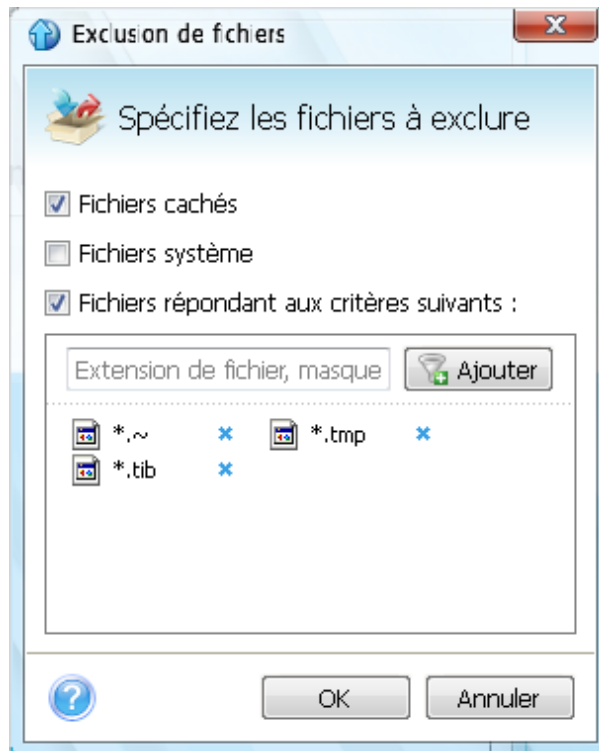 Exclusion de fichiers
Spécifiez les fichiers à exclure
Fichiers cachés
Fichiers système
Fichiers répondant aux critères suivants :
Extension de fichier, masque Ajouter
*.~ *.tmp
*.tib
? OK Annuler